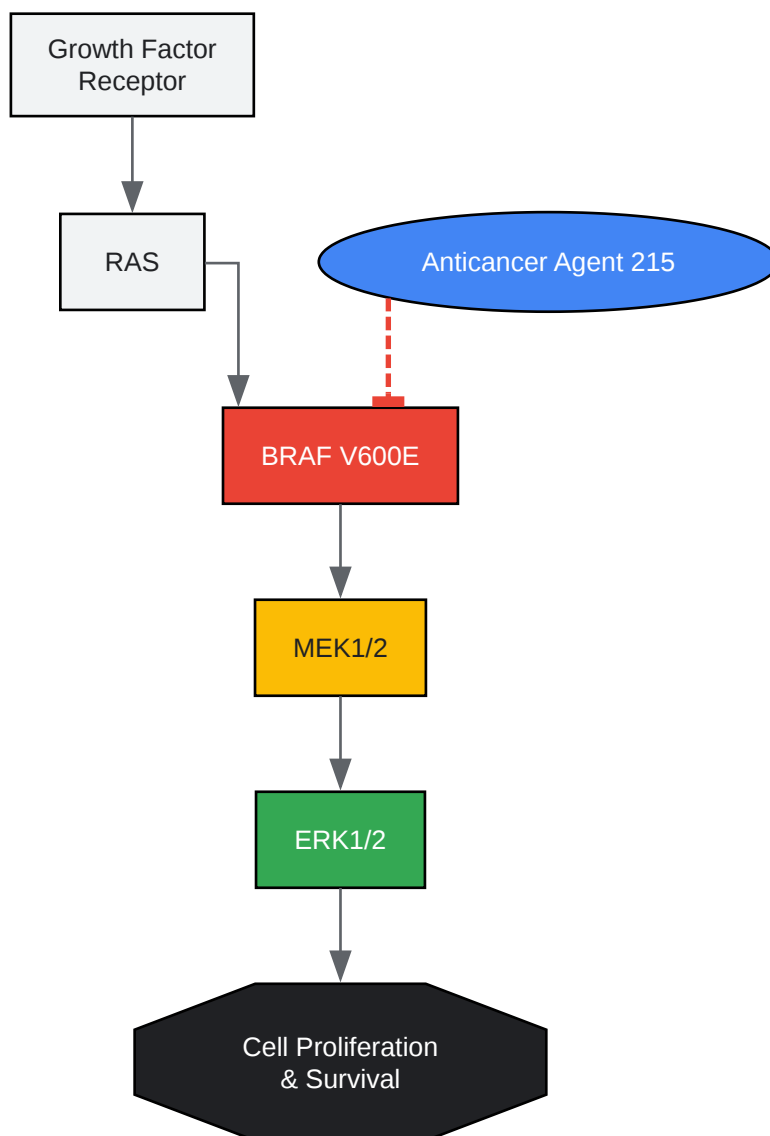 Growth Factor
Receptor
RAS
Anticancer Agent 215
BRAF V600E
MEK1/2
ERK1/2
Cell Proliferation
& Survival